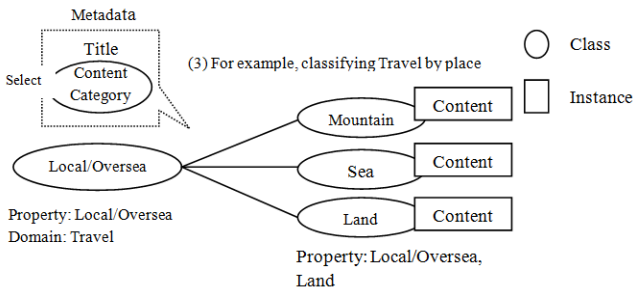 Metadata
Title
Select
Content
Category
(3) For example, classifying Travel by place
Class
Instance
Mountain
Content
Local/Oversea
Sea
Content
Land
Content
Property: Local/Oversea
Domain: Travel
Property: Local/Oversea,
Land